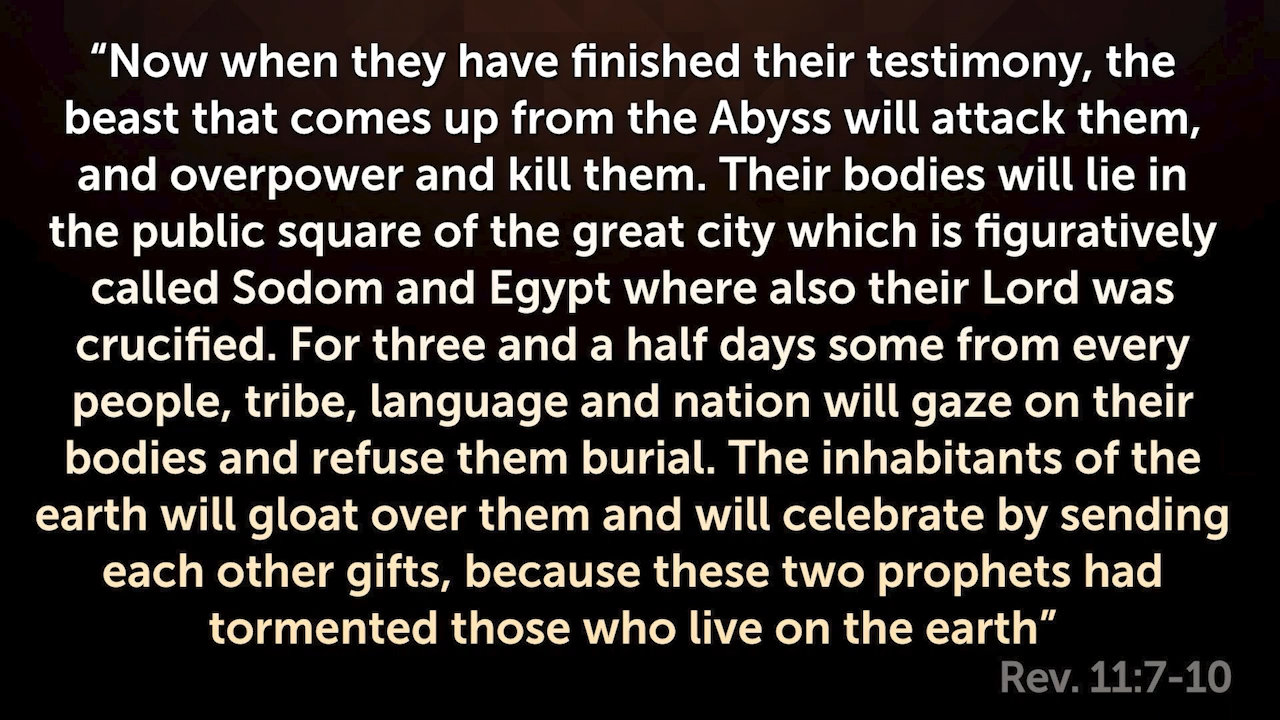 “Now when they have finished their testimony, the
beast that comes up from the Abyss will attack them,
and overpower and kill them. Their bodies will lie in
the public square of the great city which is figuratively
called Sodom and Egypt where also their Lord was
crucified. For three and a half days some from every
people, tribe, language and nation will gaze on their
bodies and refuse them burial. The inhabitants of the
earth will gloat over them and will celebrate by sending
each other gifts, because these two prophets had
tormented those who live on the earth”
Rev. 11:7-10